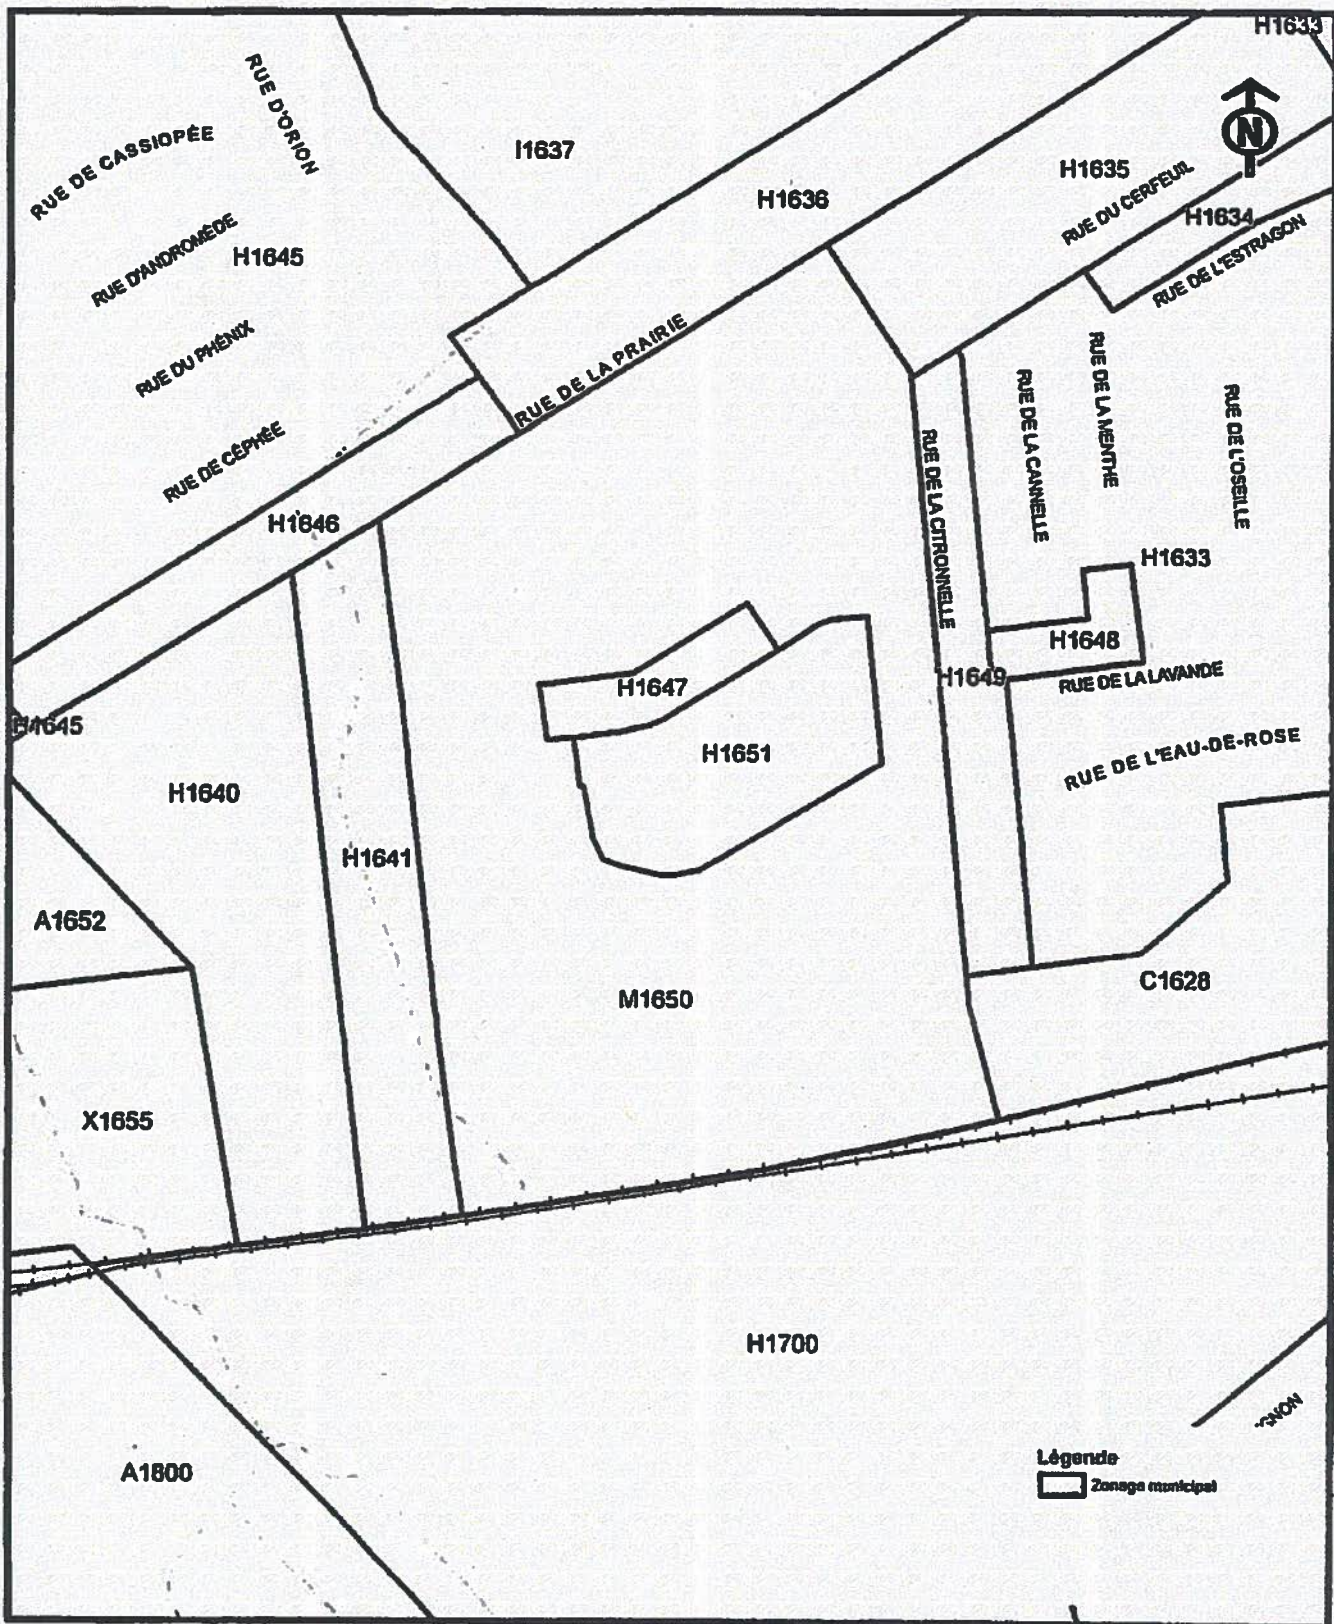 H1633
RUE D'ORION
RUE DE CASSIOPÉE
N
I1637
H1635
H1636
RUE DU CERFEUIL
H1634
RUE D'ANDROMÈDE
H1645
RUE DE L'ESTRAGON
RUE DU PHÉNIX
RUE DE LA PRAIRIE
RUE DE CÉPHÉE
RUE DE LA CITRONNELLE
RUE DE LA CANNELLE
RUE DE LA MENTHE
RUE DE L'OSEILLE
H1646
H1633
H1648
H1647
H1649
RUE DE LA LAVANDE
H1645
H1651
RUE DE L'EAU-DE-ROSE
H1640
H1641
A1652
M1650
C1628
X1655
H1700
GNON
A1800
Légende
Zonage municipal